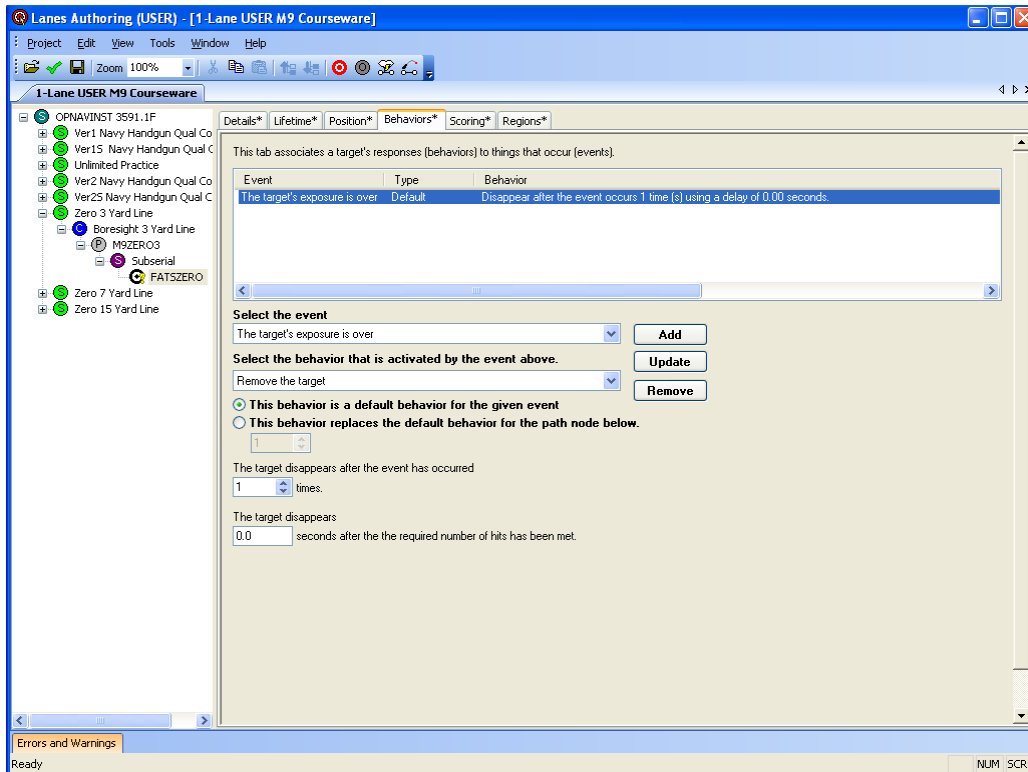 Lanes Authoring (USER) - [1-Lane USER M9 Courseware]
Project Edit View Tools Window Help
Zoom 100%
1-Lane USER M9 Courseware
OPNAVINST 3591.1F
Ver1 Navy Handgun Qual Co
Ver1S Navy Handgun Qual C
Unlimited Practice
Ver2 Navy Handgun Qual Co
Ver2S Navy Handgun Qual C
Zero 3 Yard Line
C Boresight 3 Yard Line
P M9ZERO3
S Subserial
FATSZERO
S Zero 7 Yard Line
S Zero 15 Yard Line
Details* Lifetime* Position* Behaviors* Scoring* Regions*
This tab associates a target's responses (behaviors) to things that occur (events).
Event Type Behavior
The target's exposure is over Default Disappear after the event occurs 1 time (s) using a delay of 0.00 seconds.
Select the event
The target's exposure is over Add
Select the behavior that is activated by the event above. Update
Remove the target Remove
This behavior is a default behavior for the given event
This behavior replaces the default behavior for the path node below.
1
The target disappears after the event has occurred
1 times.
The target disappears
0.0 seconds after the the required number of hits has been met.
Errors and Warnings
Ready NUM SCR